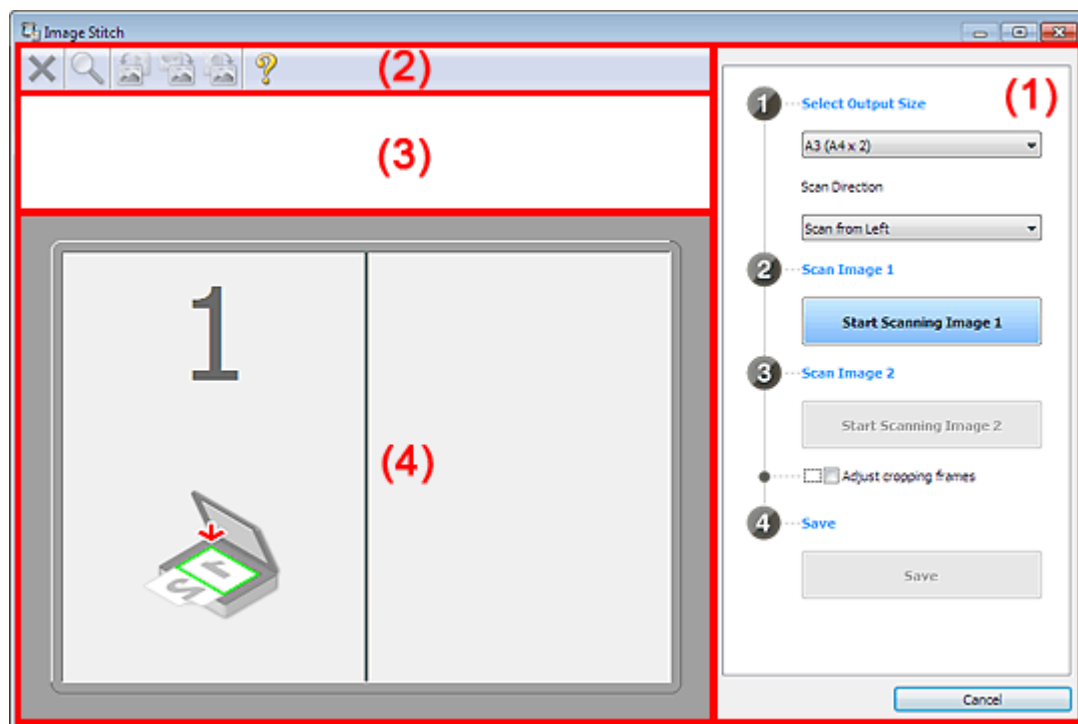 Image Stitch
(2)
(3)
1
(4)
(1)
1 Select Output Size
A3 (A4 x 2)
Scan Direction
Scan from Left
2 Scan Image 1
Start Scanning Image 1
3 Scan Image 2
Start Scanning Image 2
Adjust cropping frames
4 Save
Save
Cancel